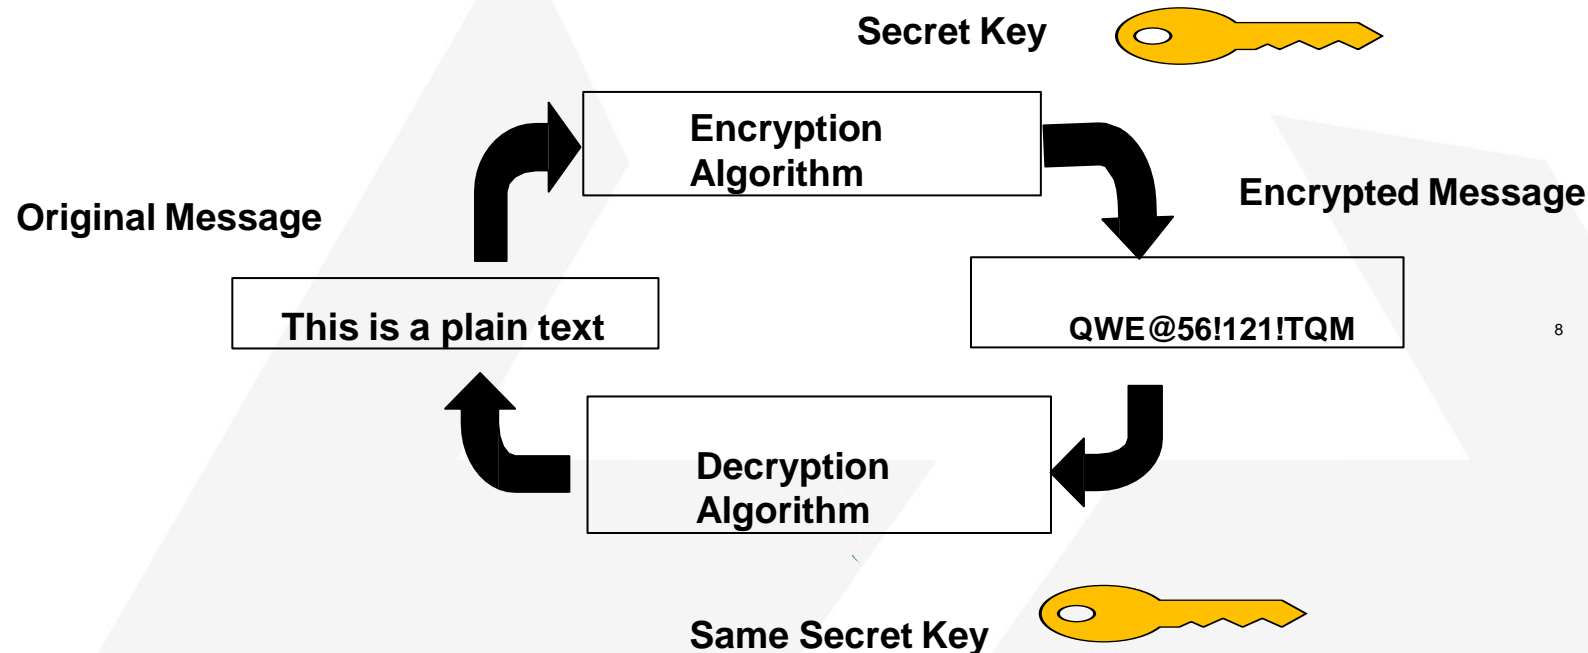 Secret Key
Encryption
Algorithm
Original Message
Encrypted Message
This is a plain text
QWE@56!121!TQM
8
Decryption
Algorithm
Same Secret Key